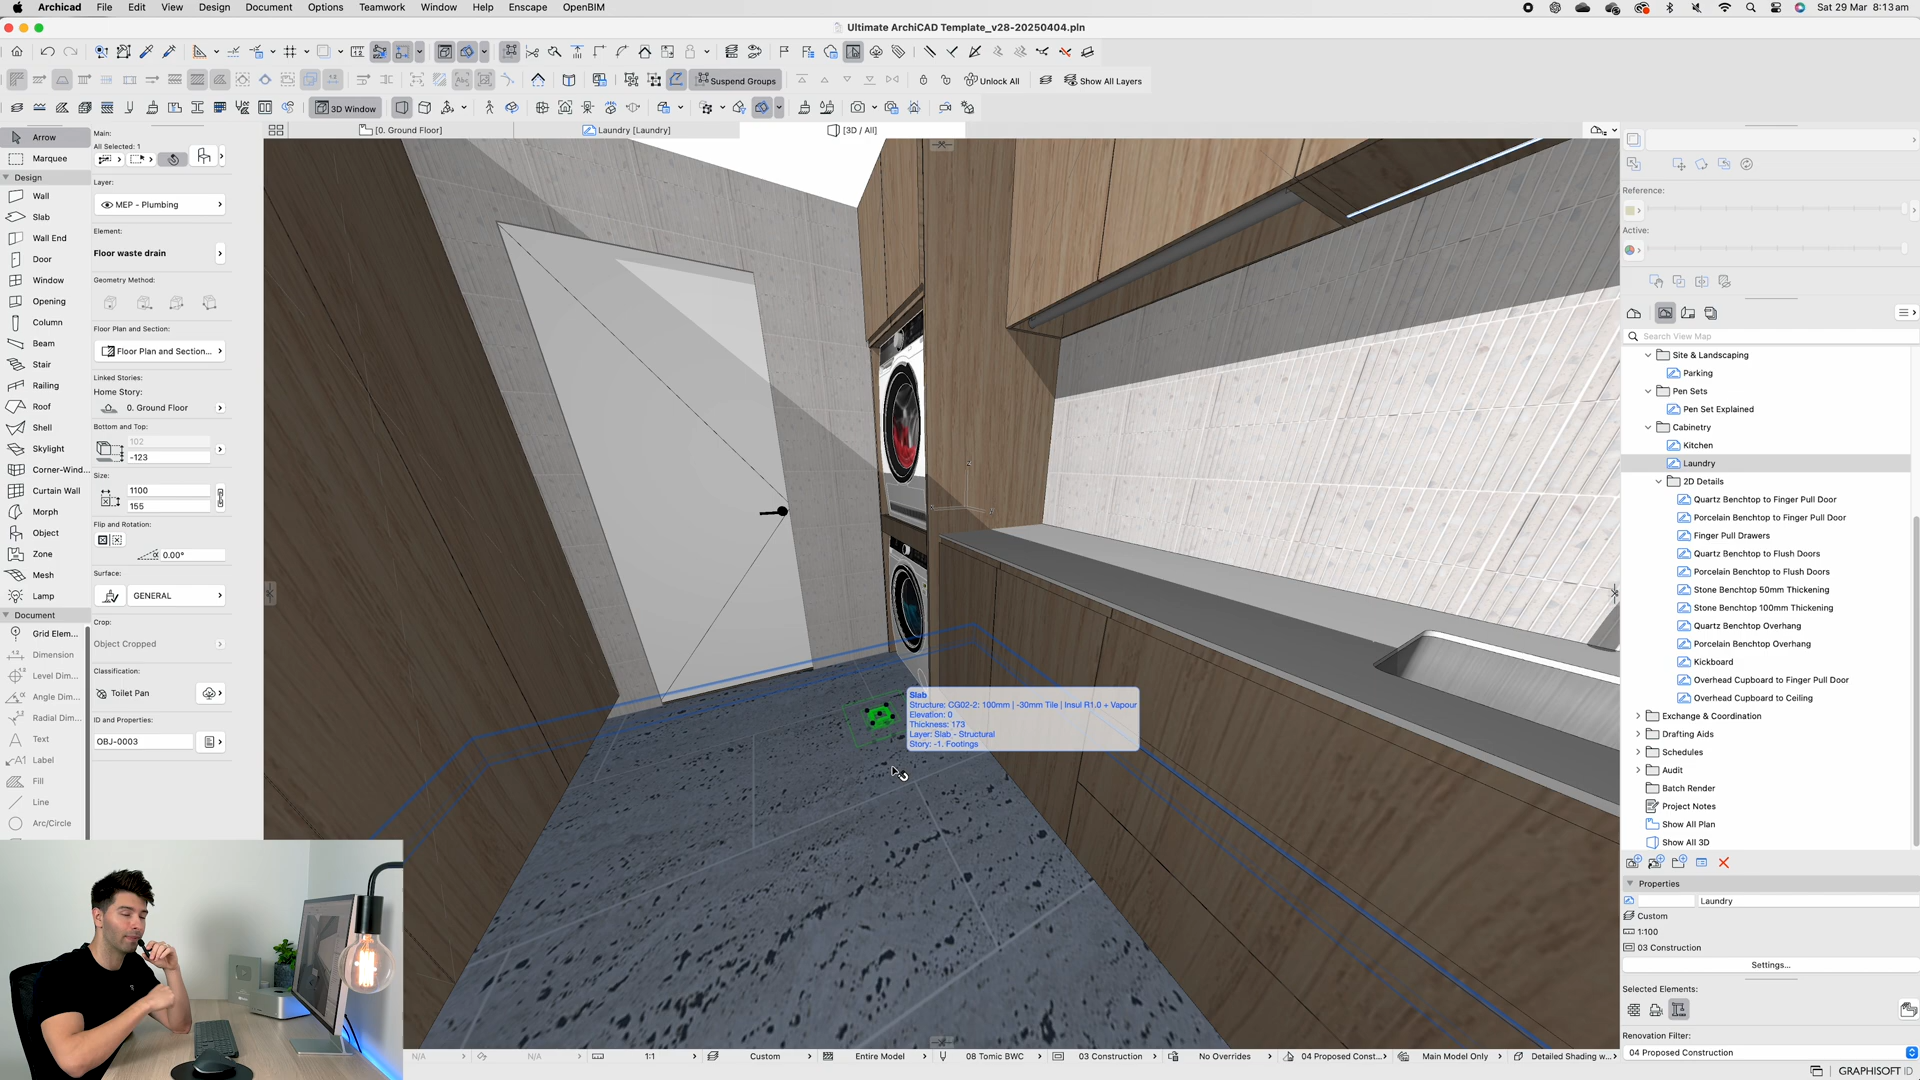 Archicad File Edit View Design Document Options Teamwork Window Help Enscape OpenBIM
Sat 29 Mar 8:13am
Ultimate ArchiCAD Template_v28-20250404.pln
Suspend Groups
Unlock All
Show All Layers
3D Window
Arrow
Marquee
Design
Wall
Slab
Wall End
Door
Window
Opening
Column
Beam
Stair
Railing
Roof
Shell
Skylight
Corner-Wind...
Curtain Wall
Morph
Object
Zone
Mesh
Lamp
Document
Grid Elem...
Dimension
Level Dim...
Angle Dim...
Radial Dim...
Text
Label
Fill
Line
Arc/Circle
Main:
All Selected: 1
Layer:
MEP - Plumbing
Element:
Floor waste drain
Geometry Method:
Floor Plan and Section:
Floor Plan and Section...
Linked Stories:
Home Story:
0. Ground Floor
Bottom and Top:
102
-123
Size:
1100
155
Flip and Rotation:
0.00°
Surface:
GENERAL
Crop:
Object Cropped
Classification:
Toilet Pan
ID and Properties:
OBJ-0003
[0. Ground Floor]
Laundry [Laundry]
[3D / All]
Slab
Structure: CG02-2: 100mm | -30mm Tile | Insul R1.0 + Vapour
Elevation: 0
Thickness: 173
Layer: Slab - Structural
Story: -1. Footings
Reference:
Active:
Search View Map
Site & Landscaping
Parking
Pen Sets
Pen Set Explained
Cabinetry
Kitchen
Laundry
2D Details
Quartz Benchtop to Finger Pull Door
Porcelain Benchtop to Finger Pull Door
Finger Pull Drawers
Quartz Benchtop to Flush Doors
Porcelain Benchtop to Flush Doors
Stone Benchtop 50mm Thickening
Stone Benchtop 100mm Thickening
Quartz Benchtop Overhang
Porcelain Benchtop Overhang
Kickboard
Overhead Cupboard to Finger Pull Door
Overhead Cupboard to Ceiling
Exchange & Coordination
Drafting Aids
Schedules
Audit
Batch Render
Project Notes
Show All Plan
Show All 3D
Properties
Laundry
Custom
1:100
03 Construction
Settings...
Selected Elements:
Renovation Filter:
04 Proposed Construction
N/A N/A 1:1 Custom Entire Model 08 Tomic BWC 03 Construction No Overrides 04 Proposed Const... Main Model Only Detailed Shading w...
GRAPHISOFT ID